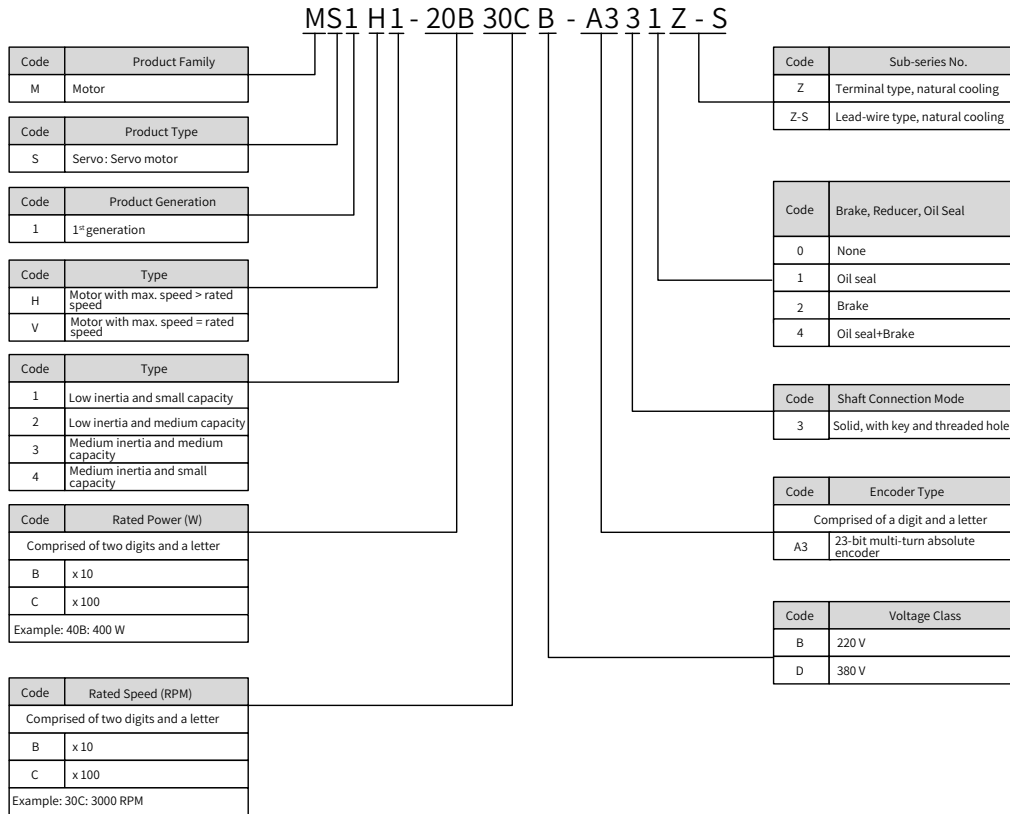 MS1 H1-20B 30C B - A3 3 1 Z - S
Code Product Family
M Motor
Code Product Type
S Servo: Servo motor
Code Product Generation
1 1st generation
Code Type
H Motor with max. speed > rated
speed
V Motor with max. speed = rated
speed
Code Type
1 Low inertia and small capacity
2 Low inertia and medium capacity
3 Medium inertia and medium
capacity
4 Medium inertia and small
capacity
Code Rated Power (W)
Comprised of two digits and a letter
B x 10
C x 100
Example: 40B: 400 W
Code Rated Speed (RPM)
Comprised of two digits and a letter
B x 10
C x 100
Example: 30C: 3000 RPM
Code Sub-series No.
Z Terminal type, natural cooling
Z-S Lead-wire type, natural cooling
Code Brake, Reducer, Oil Seal
0 None
1 Oil seal
2 Brake
4 Oil seal+Brake
Code Shaft Connection Mode
3 Solid, with key and threaded hole
Code Encoder Type
Comprised of a digit and a letter
A3 23-bit multi-turn absolute
encoder
Code Voltage Class
B 220 V
D 380 V